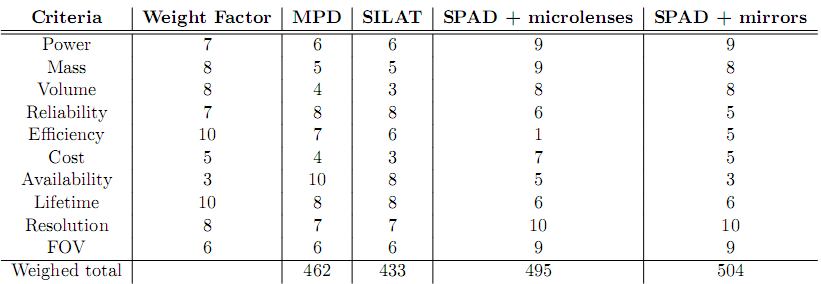 Criteria Weight Factor MPD SILAT SPAD + microlenses SPAD + mirrors
Power 7 6 6 9 9
Mass 8 5 5 9 8
Volume 8 4 3 8 8
Reliability 7 8 8 6 5
Efficiency 10 7 6 1 5
Cost 5 4 3 7 5
Availability 3 10 8 5 3
Lifetime 10 8 8 6 6
Resolution 8 7 7 10 10
FOV 6 6 6 9 9
Weighed total 462 433 495 504